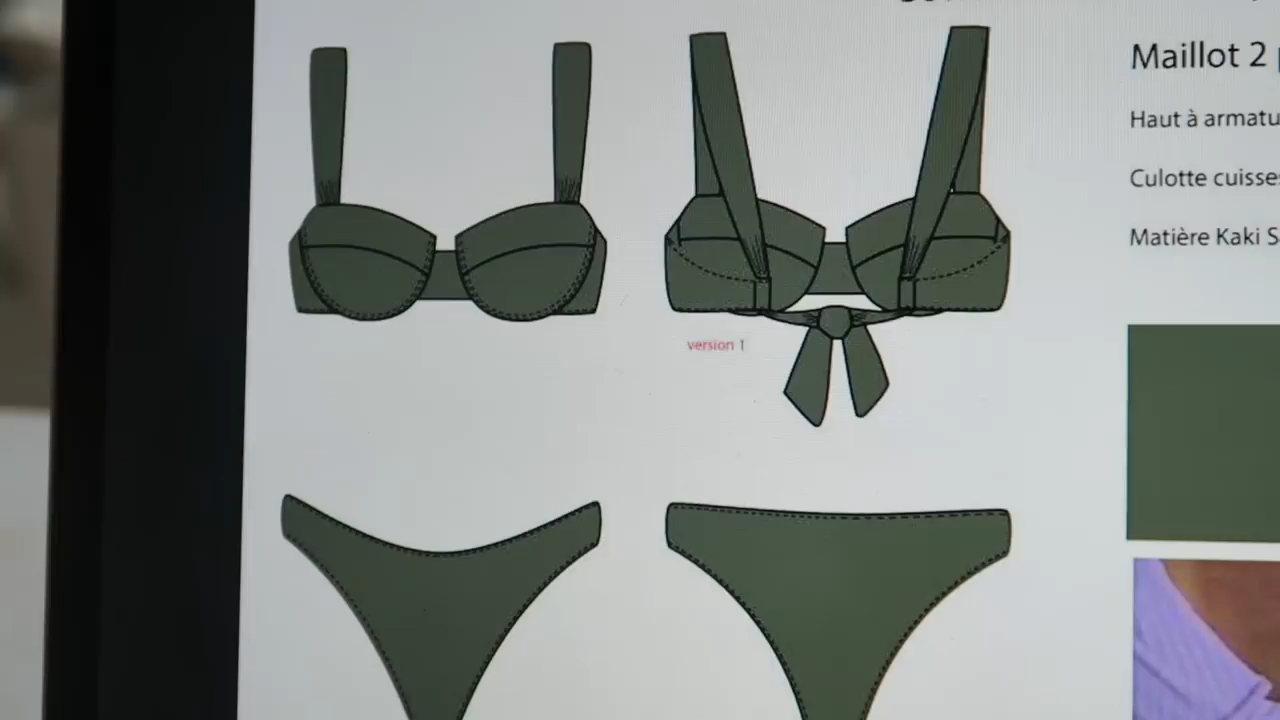 Maillot 2
Haut à armatu
Culotte cuisse
Matière Kaki S
version 1